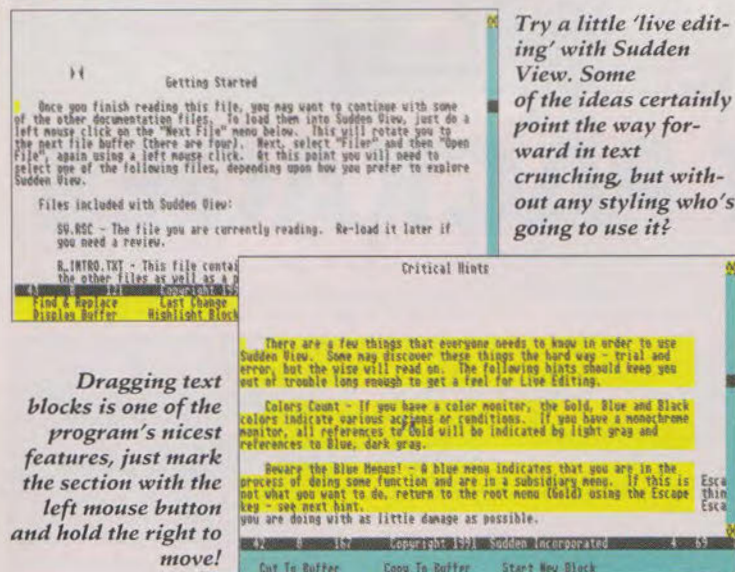 Try a little ‘live edit-
ing’ with Sudden
View. Some
of the ideas certainly
point the way for-
ward in text
crunching, but with-
out any styling who's
going to use it?
Getting Started
Once you finish reading this file, you may want to continue with some
of the other documentation files. To load them into Sudden View, just do a
left mouse click on the "Next File" menu below. This will rotate you to
the next file buffer (there are four). Next, select "Filer" and then "Open
File", again using a left mouse click. At this point you will need to
select one of the following files, depending upon how you prefer to explore
Sudden View.
Files included with Sudden View:
SV.RSC - The file you are currently reading. Re-load it later if
you need a review.
R_INTRO.TXT - This file contai
the other files as well as a p
43 0 121 Copyright 199
Find & Replace Last Change
Display Buffer Highlight Block
Dragging text
blocks is one of the
program's nicest
features, just mark
the section with the
left mouse button
and hold the right to
move!
Critical Hints
There are a few things that everyone needs to know in order to use
Sudden View. Some may discover these things the hard way - trial and
error, but the wise will read on. The following hints should keep you
out of trouble long enough to get a feel for Live Editing.
Colors Count - If you have a color monitor, the Gold, Blue and Black
colors indicate various actions or conditions. If you have a monochrome
monitor, all references to Gold will be indicated by light gray and
references to Blue, dark gray.
Beware the Blue Menus! - A blue menu indicates that you are in the
process of doing some function and are in a subsidiary menu. If this is Esca
not what you want to do, return to the root menu (Gold) using the Escape thin
key - see next hint. Esca
you are doing with as little damage as possible.
42 0 167 Copyright 1991 Sudden Incorporated 4 69
Cut To Buffer Copy To Buffer Start New Block